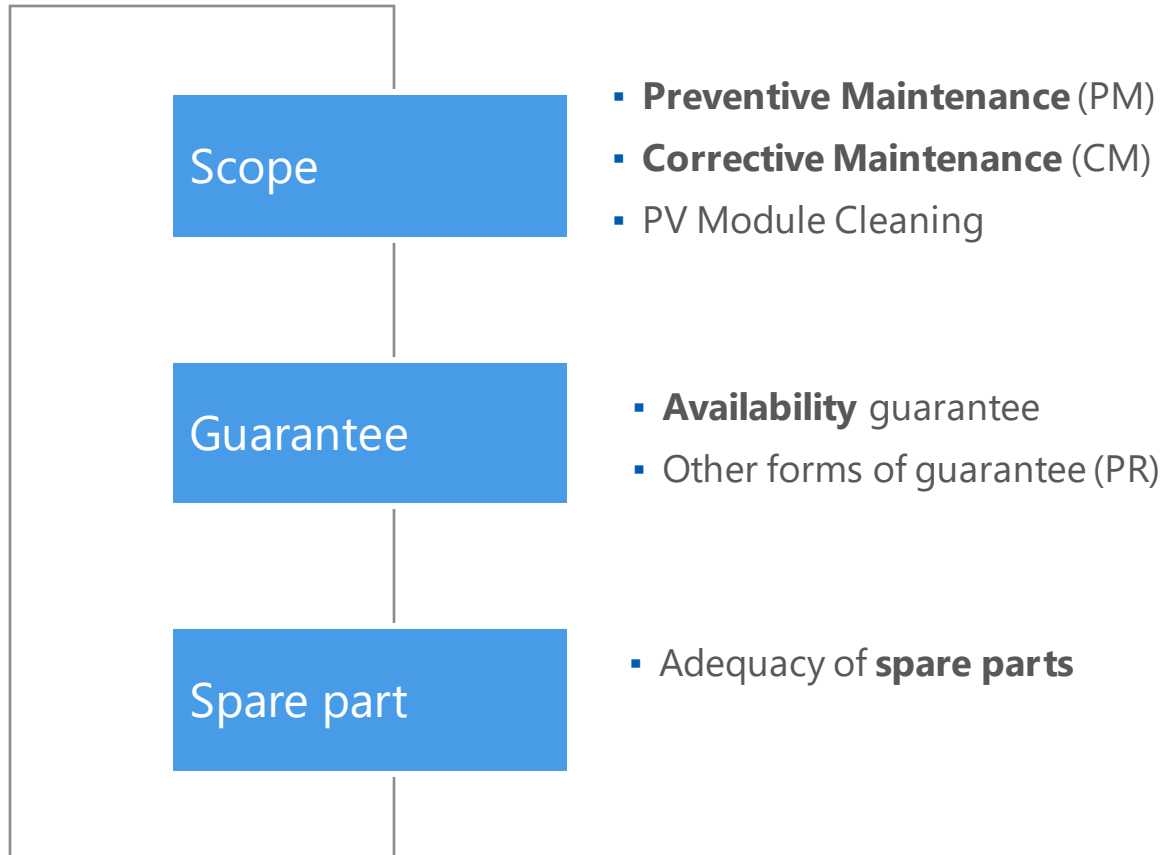 Scope
▪ Preventive Maintenance (PM)
▪ Corrective Maintenance (CM)
▪ PV Module Cleaning
Guarantee
▪ Availability guarantee
▪ Other forms of guarantee (PR)
Spare part
▪ Adequacy of spare parts